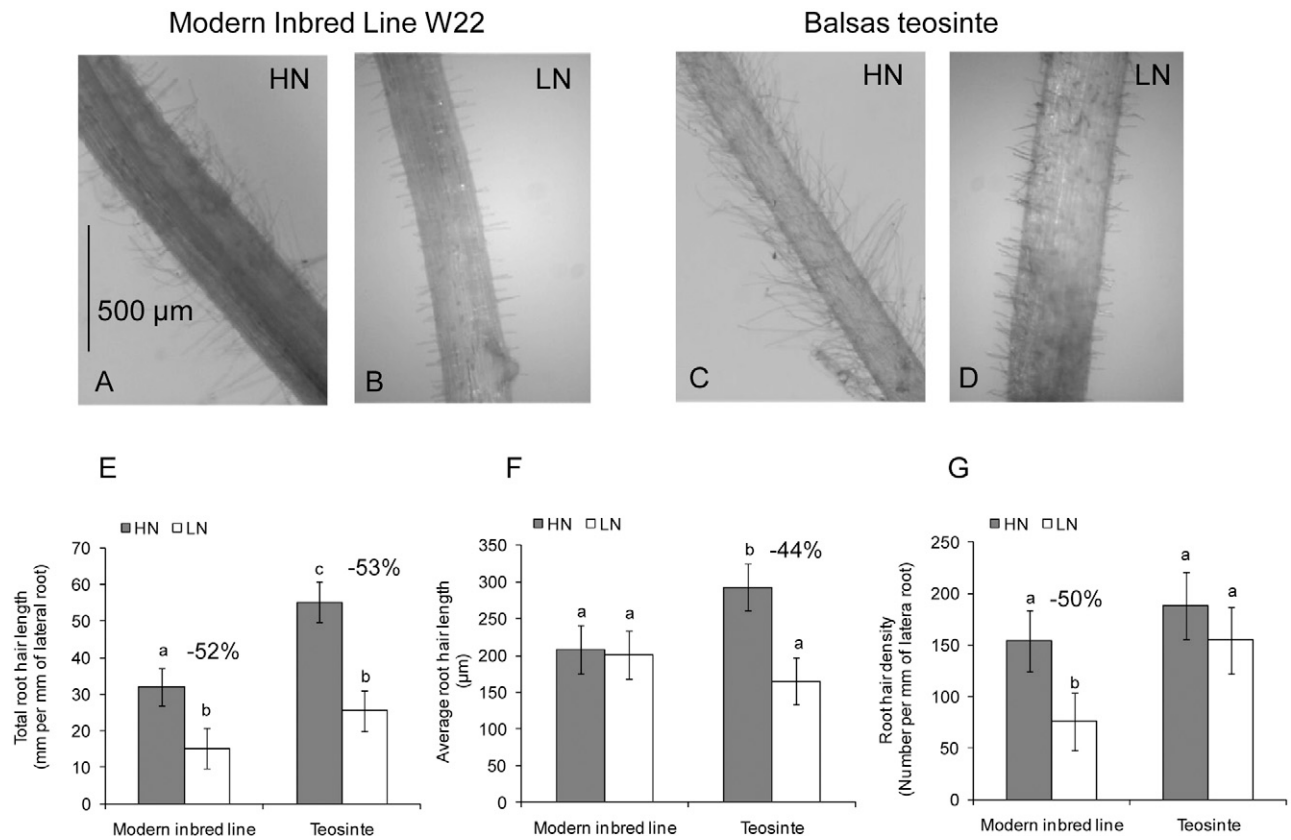 Modern Inbred Line W22
Balsas teosinte
HN
LN
HN
LN
500 µm
A
B
C
D
E
HN LN
Total root hair length
(mm per mm of lateral root)
70
60
50
40
30
20
10
0
a
-52%
b
c
-53%
b
Modern inbred line
Teosinte
F
HN LN
Average root hair length
(µm)
350
300
250
200
150
100
50
0
a
a
b
-44%
a
Modern inbred line
Teosinte
G
HN LN
Root hair density
(Number per mm of latera root)
250
200
150
100
50
0
a
-50%
b
a
a
Modern inbred line
Teosinte